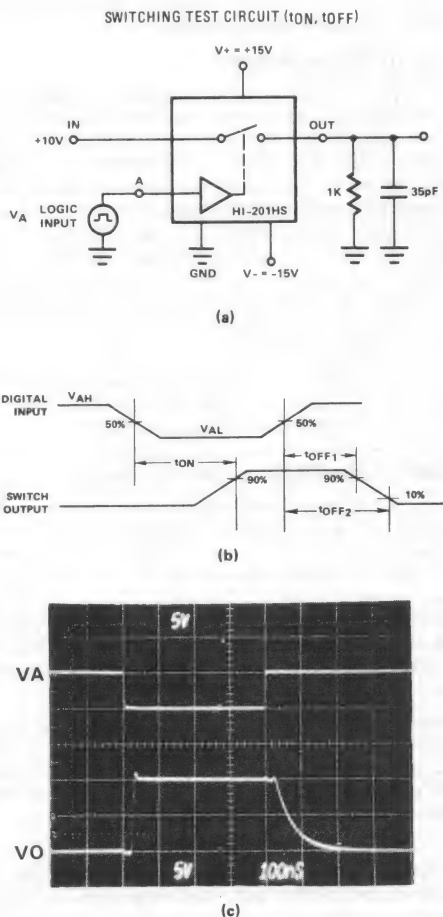 SWITCHING TEST CIRCUIT (tON, tOFF)
V+ = +15V
IN
+10V
OUT
A
VA
LOGIC
INPUT
HI-201HS
1K
35pF
GND
V- = -15V
(a)
DIGITAL
INPUT
VAH
50%
VAL
50%
tON
tOFF1
90%
90%
10%
tOFF2
SWITCH
OUTPUT
(b)
5V
VA
VO
5V
100nS
(c)